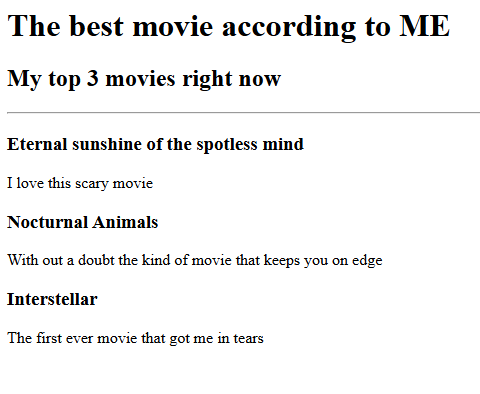 The best movie according to ME
My top 3 movies right now
Eternal sunshine of the spotless mind
I love this scary movie
Nocturnal Animals
With out a doubt the kind of movie that keeps you on edge
Interstellar
The first ever movie that got me in tears